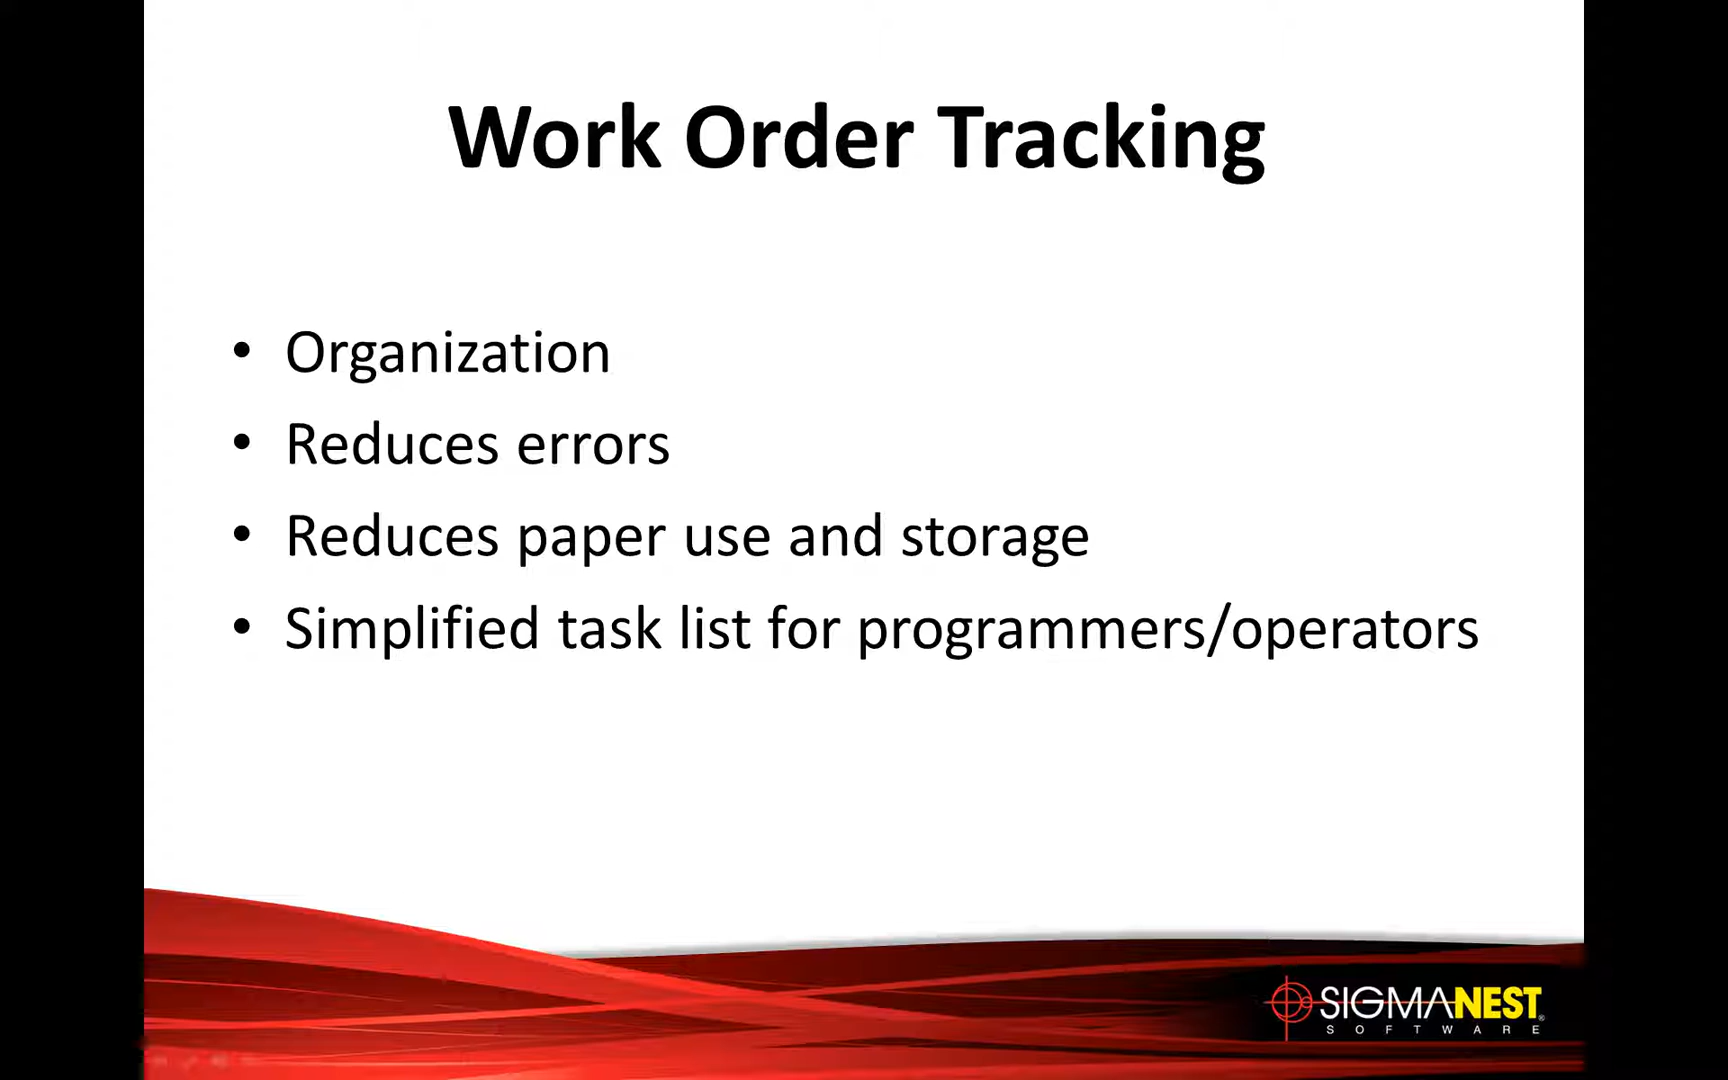 Work Order Tracking
• Organization
• Reduces errors
• Reduces paper use and storage
• Simplified task list for programmers/operators
SIGMANEST®
SOFTWARE